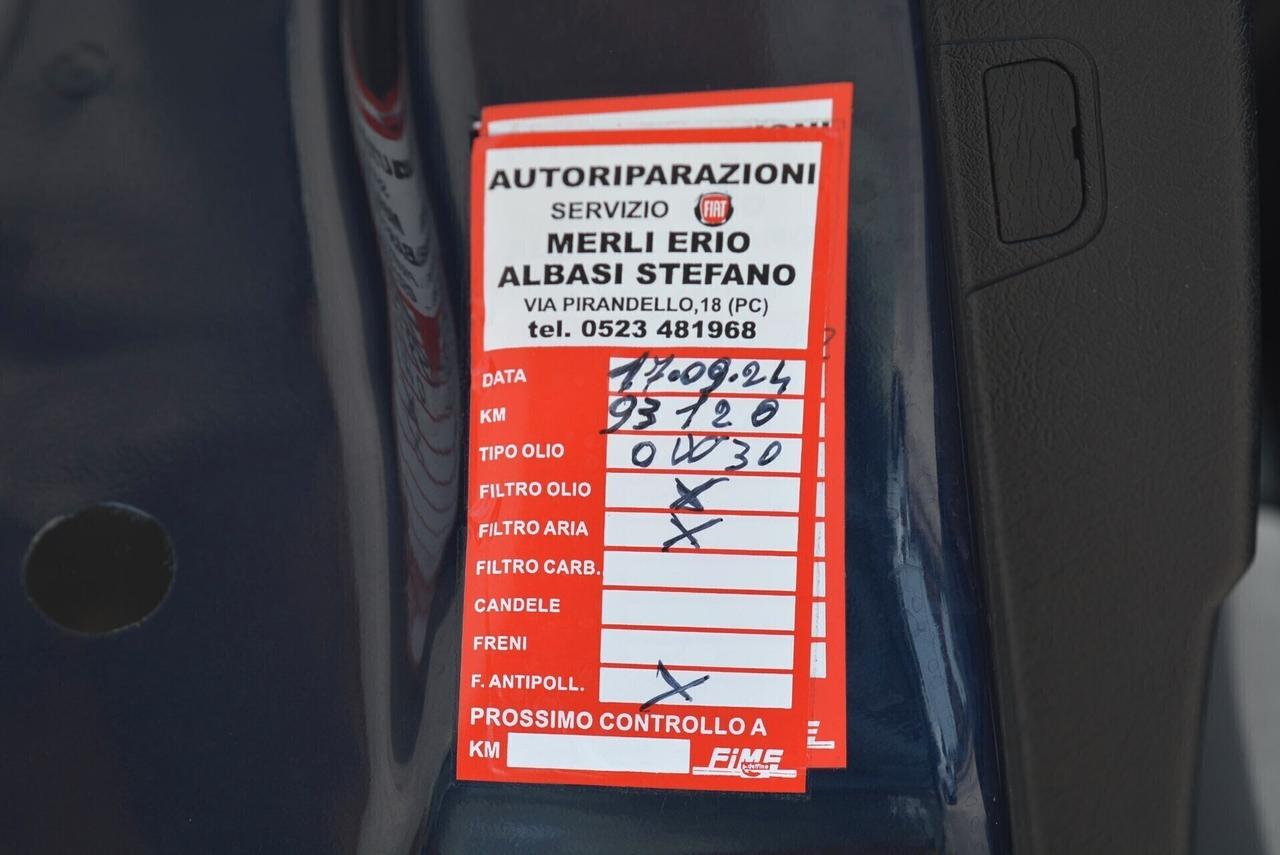 AUTORIPARAZIONI
SERVIZIO FIAT
MERLI ERIO
ALBASI STEFANO
VIA PIRANDELLO,18 (PC)
tel. 0523 481968
DATA 17.09.24
KM 93120
TIPO OLIO 0W30
FILTRO OLIO X
FILTRO ARIA X
FILTRO CARB.
CANDELE
FRENI
F. ANTIPOLL. X
PROSSIMO CONTROLLO A
KM FiME